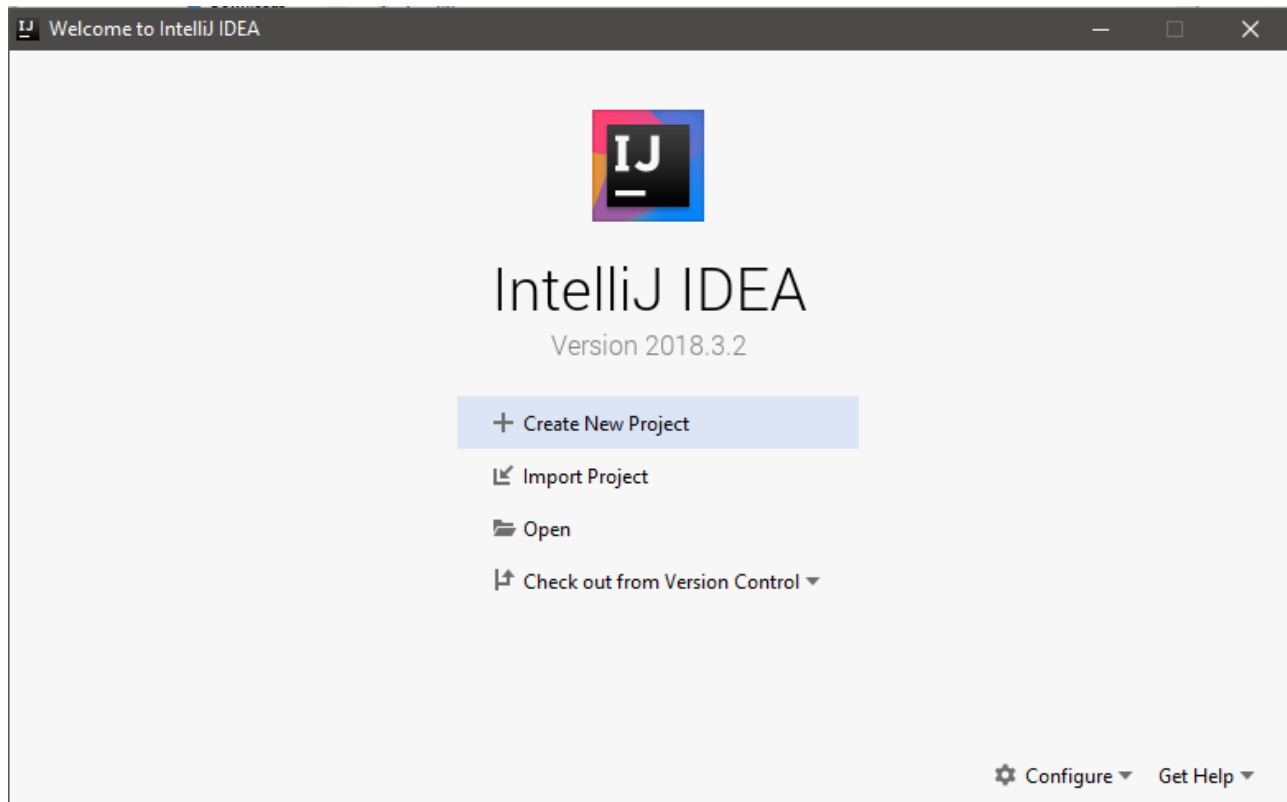 IJ Welcome to IntelliJ IDEA
IJ
IntelliJ IDEA
Version 2018.3.2
Create New Project
Import Project
Open
Check out from Version Control
Configure Get Help